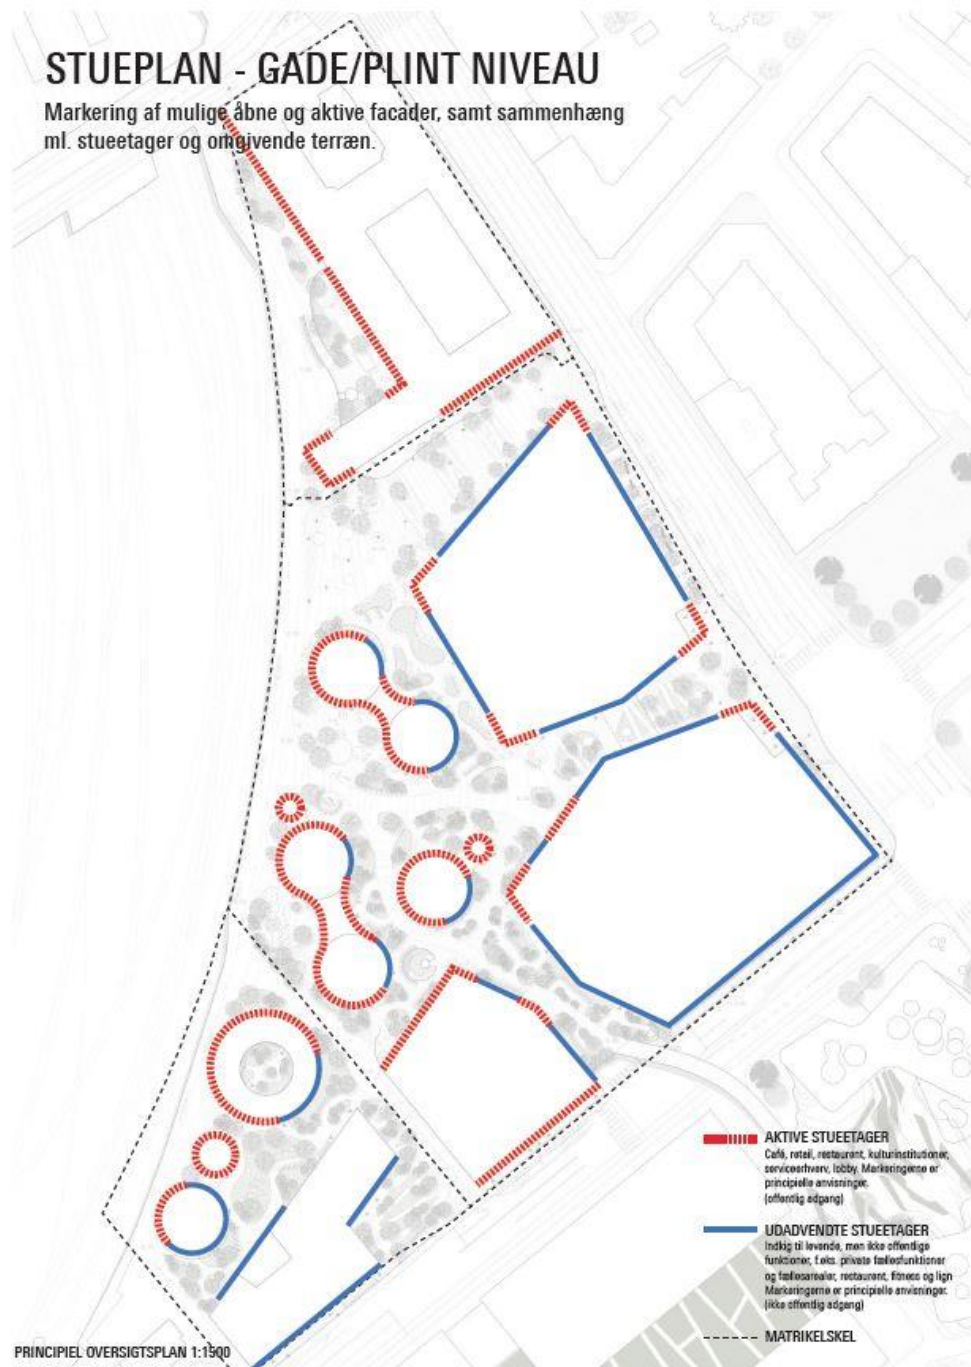 STUEPLAN - GADE/PLINT NIVEAU
Markering af mulige åbne og aktive facader, samt sammenhæng
ml. stueetager og omgivende terræn.
AKTIVE STUEETAGER
Café, retail, restaurent, kulturinstitutioner,
serviceerhverv, lobby. Markeringerne er
principielle anvisninger.
(offentlig adgang)
UDADVENDTE STUEETAGER
Indkig til levende, men ikke offentlige
funktioner, f.eks. private fællesfunktioner
og fællesarealer, restaurent, fitness og lign
Markeringerne er principielle anvisninger.
(ikke offentlig adgang)
MATRIKELSKEL
PRINCIPIEL OVERSIGTSPLAN 1:1500